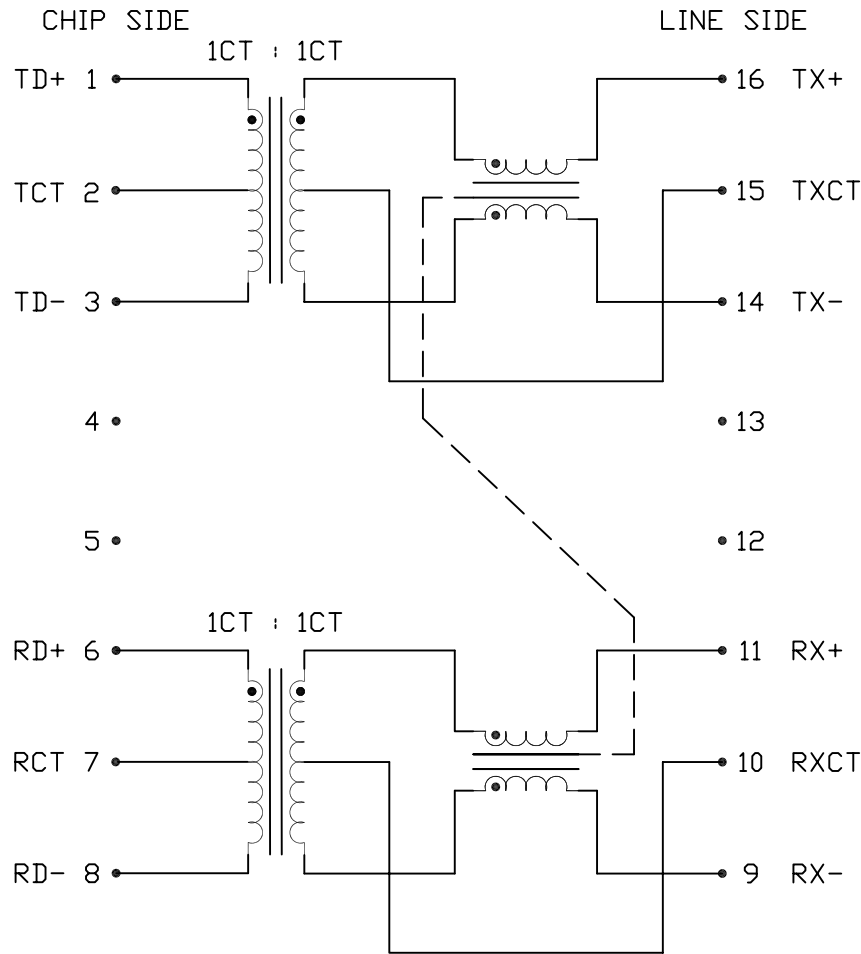 CHIP SIDE LINE SIDE
1CT : 1CT
TD+ 1 16 TX+
TCT 2 15 TXCT
TD- 3 14 TX-
4 13
5 12
1CT : 1CT
RD+ 6 11 RX+
RCT 7 10 RXCT
RD- 8 9 RX-